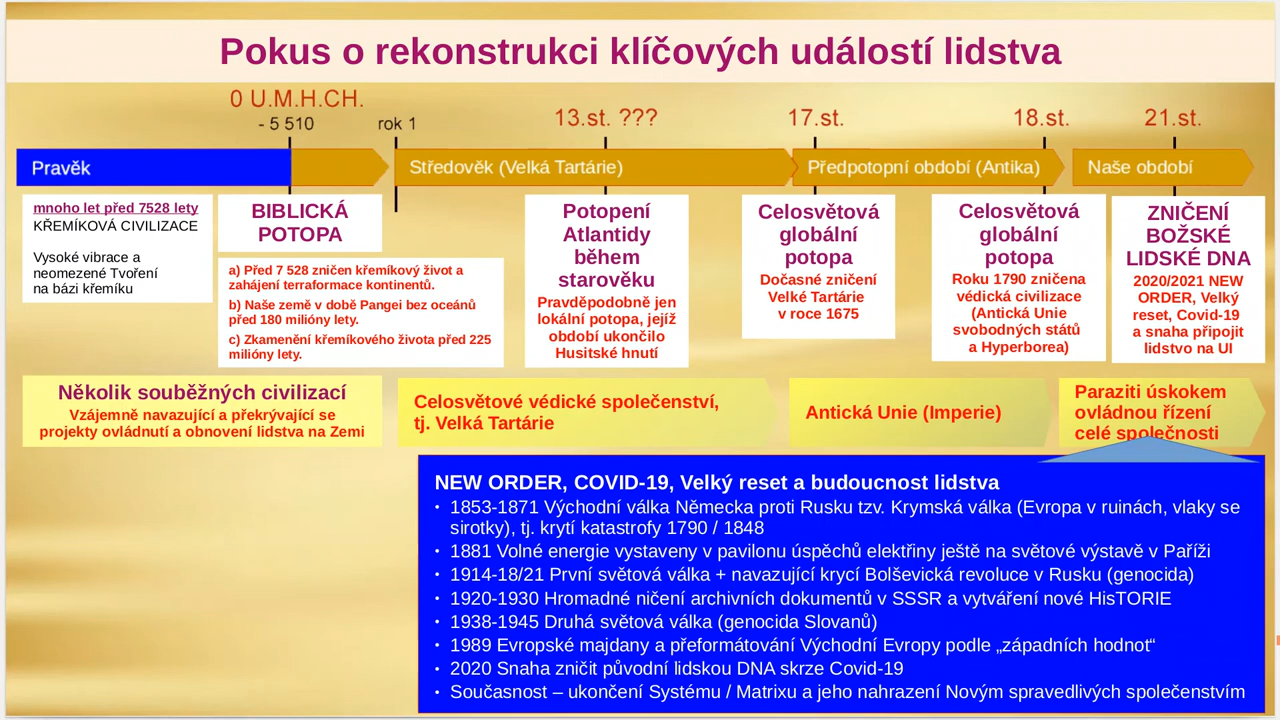 Pokus o rekonstrukci klíčových událostí lidstva
0 U.M.H.CH.
- 5 510
rok 1
13.st. ???
17.st.
18.st.
21.st.
Pravěk
Středověk (Velká Tartárie)
Předpotopní období (Antika)
Naše období
mnoho let před 7528 lety
KŘEMÍKOVÁ CIVILIZACE
Vysoké vibrace a
neomezené Tvoření
na bázi křemíku
BIBLICKÁ
POTOPA
a) Před 7 528 zničen křemíkový život a
zahájení terraformace kontinentů.
b) Naše země v době Pangei bez oceánů
před 180 milióny lety.
c) Zkamenění křemíkového života před 225
milióny lety.
Potopení
Atlantidy
během
starověku
Pravděpodobně jen
lokální potopa, jejíž
období ukončilo
Husitské hnutí
Celosvětová
globální
potopa
Dočasné zničení
Velké Tartárie
v roce 1675
Celosvětová
globální
potopa
Roku 1790 zničena
védická civilizace
(Antická Unie
svobodných států
a Hyperborea)
ZNIČENÍ
BOŽSKÉ
LIDSKÉ DNA
2020/2021 NEW
ORDER, Velký
reset, Covid-19
a snaha připojit
lidstvo na UI
Několik souběžných civilizací
Vzájemně navazující a překrývající se
projekty ovládnutí a obnovení lidstva na Zemi
Celosvětové védické společenství,
tj. Velká Tartárie
Antická Unie (Imperie)
Paraziti úskokem
ovládnou řízení
celé společnosti
NEW ORDER, COVID-19, Velký reset a budoucnost lidstva
• 1853-1871 Východní válka Německa proti Rusku tzv. Krymská válka (Evropa v ruinách, vlaky se
sirotky), tj. krytí katastrofy 1790 / 1848
• 1881 Volné energie vystaveny v pavilonu úspěchů elektřiny ještě na světové výstavě v Paříži
• 1914-18/21 První světová válka + navazující krycí Bolševická revoluce v Rusku (genocida)
• 1920-1930 Hromadné ničení archivních dokumentů v SSSR a vytváření nové HisTORIE
• 1938-1945 Druhá světová válka (genocida Slovanů)
• 1989 Evropské majdany a přeformátování Východní Evropy podle „západních hodnot“
• 2020 Snaha zničit původní lidskou DNA skrze Covid-19
• Současnost – ukončení Systému / Matrixu a jeho nahrazení Novým spravedlivých společenstvím